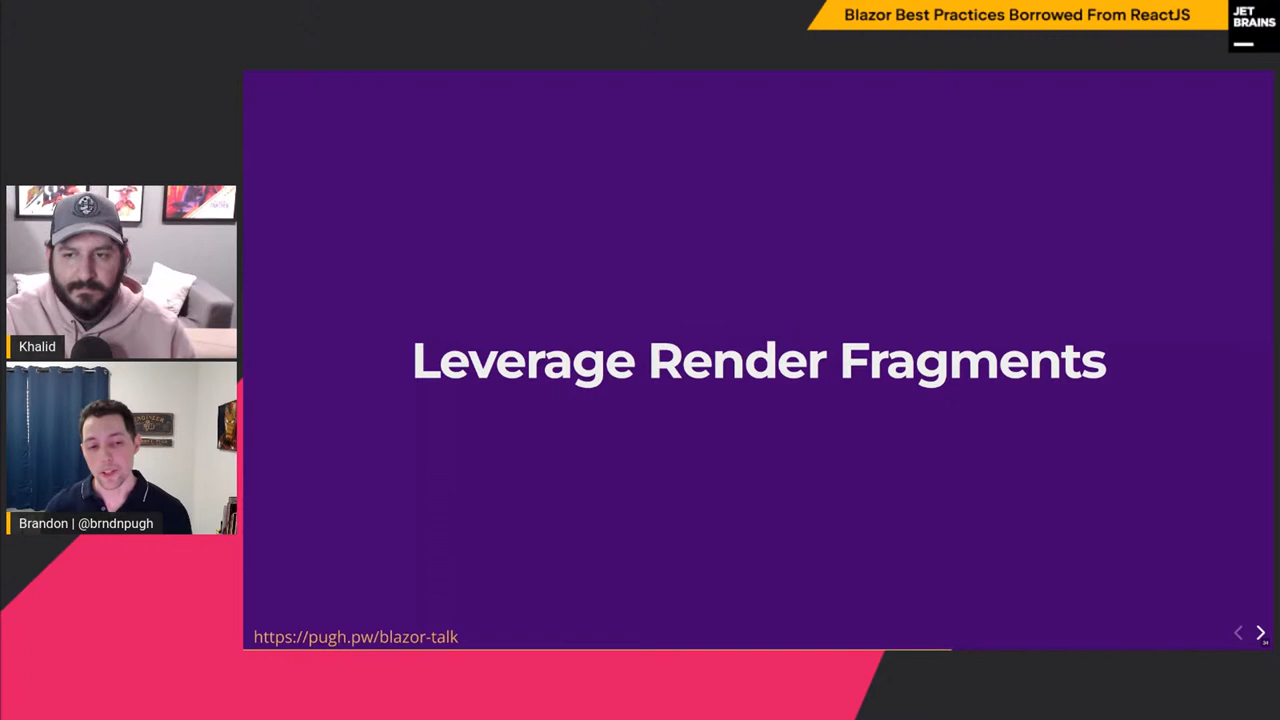 Blazor Best Practices Borrowed From ReactJS
JET
BRAINS
Khalid
Brandon | @brndnpugh
Leverage Render Fragments
https://pugh.pw/blazor-talk